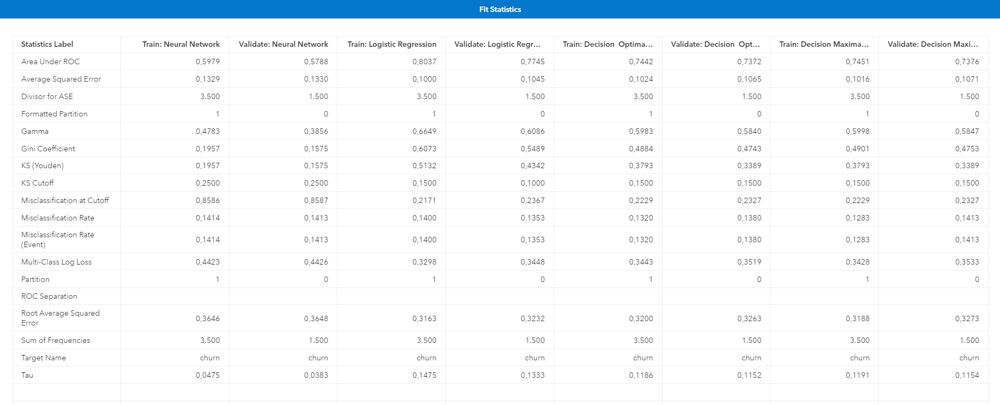 Fit Statistics
Statistics Label Train: Neural Network Validate: Neural Network Train: Logistic Regression Validate: Logistic Regr... Train: Decision Optima... Validate: Decision Opt... Train: Decision Maxima... Validate: Decision Maxi...
Area Under ROC 0,5979 0,5788 0,8037 0,7745 0,7442 0,7372 0,7451 0,7376
Average Squared Error 0,1329 0,1330 0,1000 0,1045 0,1024 0,1065 0,1016 0,1071
Divisor for ASE 3.500 1.500 3.500 1.500 3.500 1.500 3.500 1.500
Formatted Partition 1 0 1 0 1 0 1 0
Gamma 0,4783 0,3856 0,6649 0,6086 0,5983 0,5840 0,5998 0,5847
Gini Coefficient 0,1957 0,1575 0,6073 0,5489 0,4884 0,4743 0,4901 0,4753
KS (Youden) 0,1957 0,1575 0,5132 0,4342 0,3793 0,3389 0,3793 0,3389
KS Cutoff 0,2500 0,2500 0,1500 0,1000 0,1500 0,1500 0,1500 0,1500
Misclassification at Cutoff 0,8586 0,8587 0,2171 0,2367 0,2229 0,2327 0,2229 0,2327
Misclassification Rate 0,1414 0,1413 0,1400 0,1353 0,1320 0,1380 0,1283 0,1413
Misclassification Rate
(Event) 0,1414 0,1413 0,1400 0,1353 0,1320 0,1380 0,1283 0,1413
Multi-Class Log Loss 0,4423 0,4426 0,3298 0,3448 0,3443 0,3519 0,3428 0,3533
Partition 1 0 1 0 1 0 1 0
ROC Separation
Root Average Squared
Error 0,3646 0,3648 0,3163 0,3232 0,3200 0,3263 0,3188 0,3273
Sum of Frequencies 3.500 1.500 3.500 1.500 3.500 1.500 3.500 1.500
Target Name churn churn churn churn churn churn churn churn
Tau 0,0475 0,0383 0,1475 0,1333 0,1186 0,1152 0,1191 0,1154